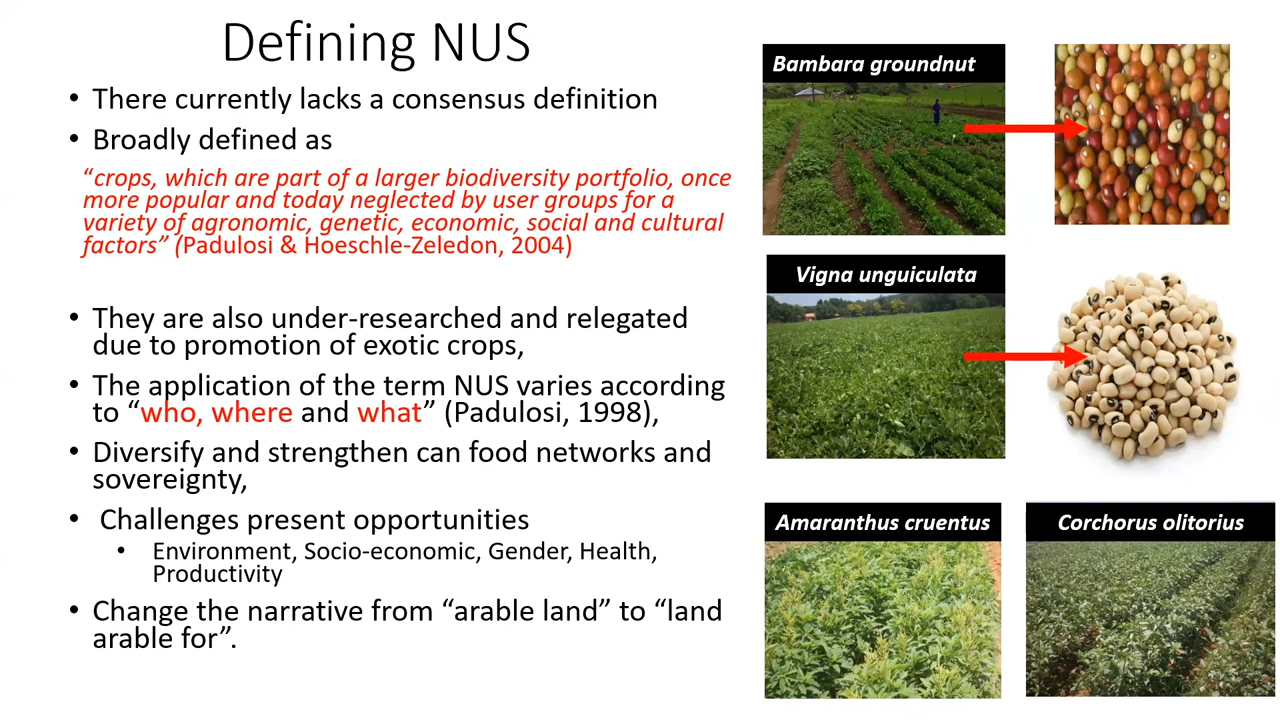 Defining NUS
• There currently lacks a consensus definition
• Broadly defined as
“crops, which are part of a larger biodiversity portfolio, once
more popular and today neglected by user groups for a
variety of agronomic, genetic, economic, social and cultural
factors” (Padulosi & Hoeschle-Zeledon, 2004)
• They are also under-researched and relegated
due to promotion of exotic crops,
• The application of the term NUS varies according
to “who, where and what” (Padulosi, 1998),
• Diversify and strengthen can food networks and
sovereignty,
• Challenges present opportunities
• Environment, Socio-economic, Gender, Health,
Productivity
• Change the narrative from “arable land” to “land
arable for”.
Bambara groundnut
Vigna unguiculata
Amaranthus cruentus
Corchorus olitorius